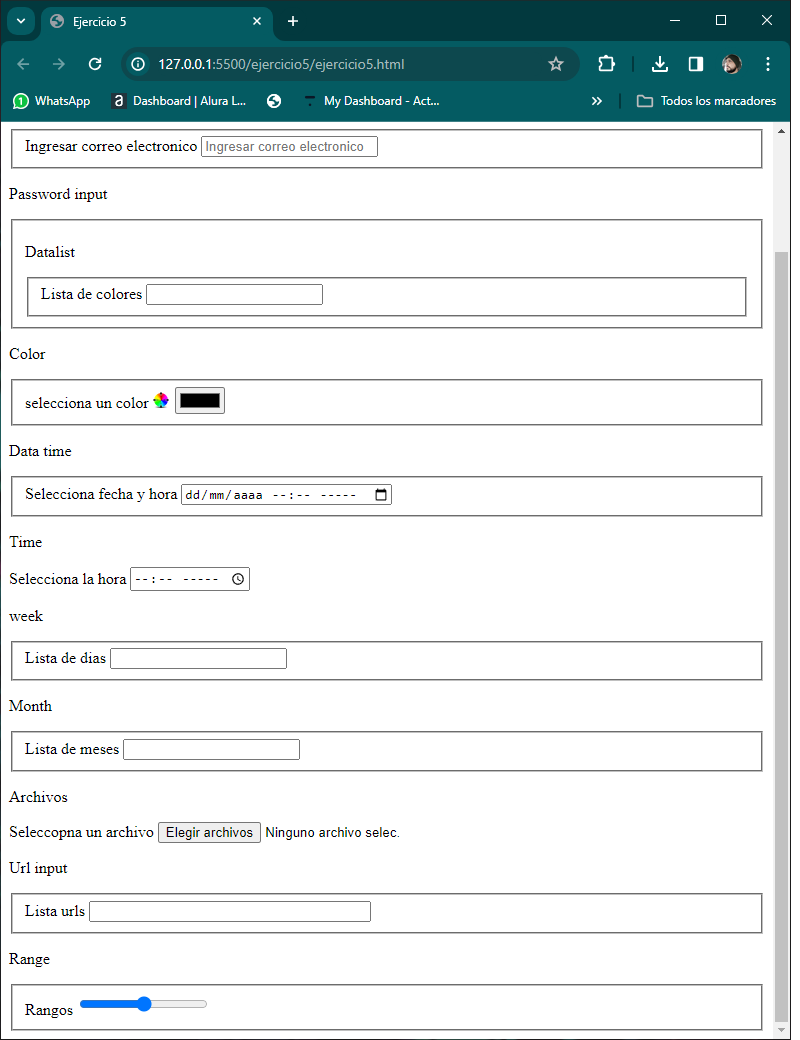 Ejercicio 5
127.0.0.1:5500/ejercicio5/ejercicio5.html
WhatsApp Dashboard | Alura L... My Dashboard - Act... Todos los marcadores
Ingresar correo electronico Ingresar correo electronico
Password input
Datalist
Lista de colores
Color
selecciona un color
Data time
Selecciona fecha y hora dd/mm/aaaa --:-- -----
Time
Selecciona la hora --:-- -----
week
Lista de dias
Month
Lista de meses
Archivos
Seleccopna un archivo Elegir archivos Ninguno archivo selec.
Url input
Lista urls
Range
Rangos